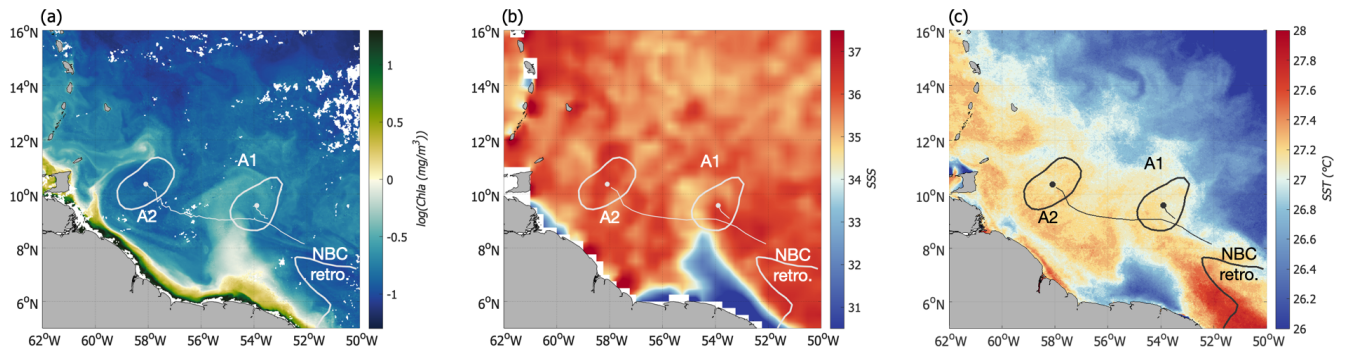 (a)
16°N
14°N
12°N
10°N
8°N
6°N
62°W 60°W 58°W 56°W 54°W 52°W 50°W
A1
A2
NBC
retro.
1
0.5
0
-0.5
-1
log(Chla (mg/m³))
(b)
16°N
14°N
12°N
10°N
8°N
6°N
62°W 60°W 58°W 56°W 54°W 52°W 50°W
A1
A2
NBC
retro.
37
36
35
34
33
32
31
SSS
(c)
16°N
14°N
12°N
10°N
8°N
6°N
62°W 60°W 58°W 56°W 54°W 52°W 50°W
A1
A2
NBC
retro.
28
27.8
27.6
27.4
27.2
27
26.8
26.6
26.4
26.2
26
SST (°C)